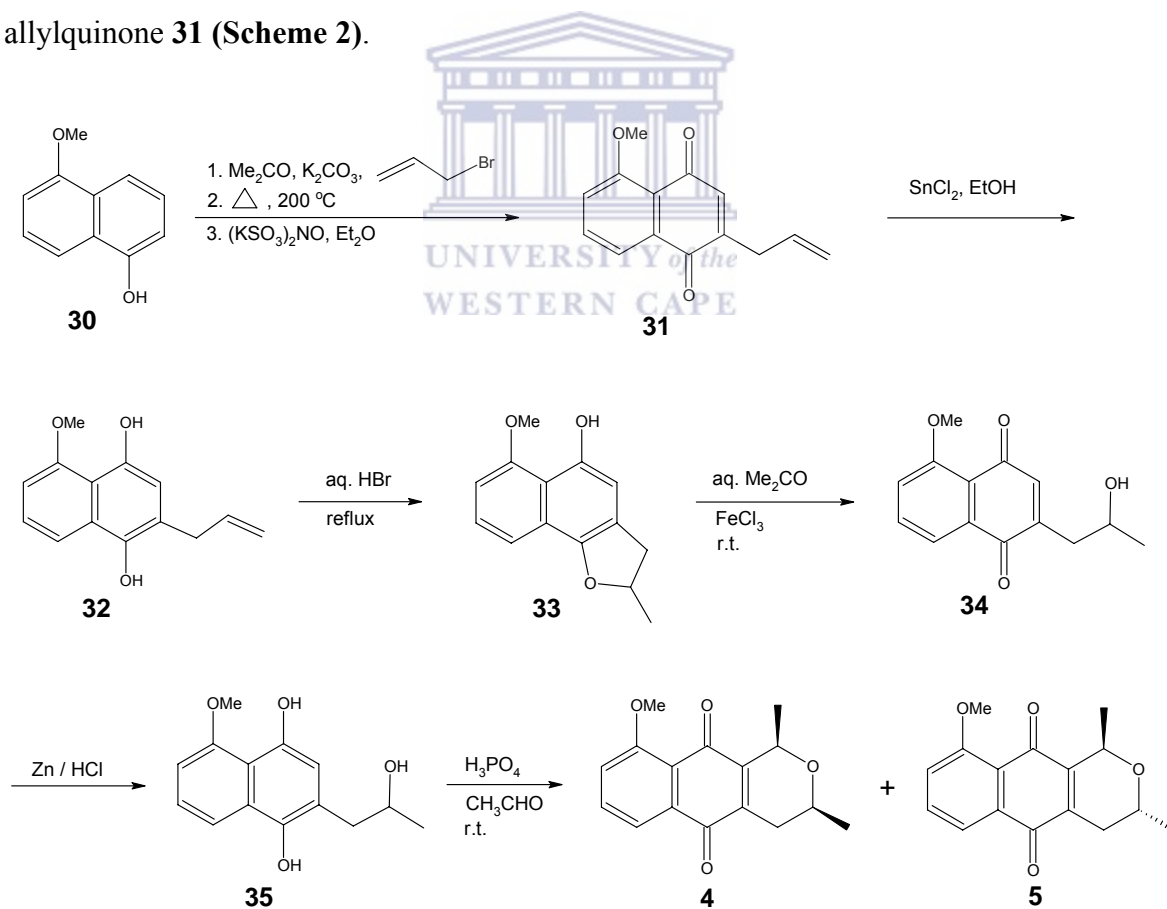 allylquinone 31 (Scheme 2).
OMe
OH
30
1. Me2CO, K2CO3, Br
2. △ , 200 °C
3. (KSO3)2NO, Et2O
OMe O
O
31
SnCl2, EtOH
UNIVERSITY of the
WESTERN CAPE
OMe OH
OH
32
aq. HBr
reflux
OMe OH
O
33
aq. Me2CO
FeCl3
r.t.
OMe O
OH
O
34
Zn / HCl
OMe OH
OH
OH
35
H3PO4
CH3CHO
r.t.
OMe O
O
O
4
+
OMe O
O
O
5